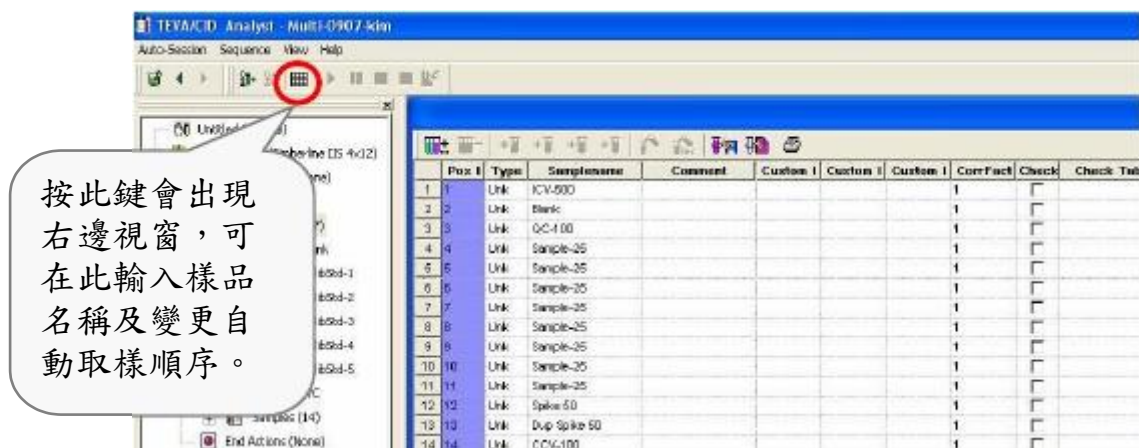 TEVA/CID Analyst - Multi-0907-kim
Auto-Session Sequence View Help
按此鍵會出現
右邊視窗，可
在此輸入樣品
名稱及變更自
動取樣順序。
Samples (14)
End Actions (None)
Type Samplename Comment Custom Custom Custom CorrFact Check Check
1 1 Unk ICV-500 1
2 2 Unk Blank 1
3 3 Unk QC-100 1
4 4 Unk Sample-25 1
5 5 Unk Sample-25 1
6 6 Unk Sample-25 1
7 7 Unk Sample-25 1
8 8 Unk Sample-25 1
9 9 Unk Sample-25 1
10 10 Unk Sample-25 1
11 11 Unk Sample-25 1
12 12 Unk Spike 50 1
13 13 Unk Dup Spike 50 1
14 14 Unk CCV-100 1